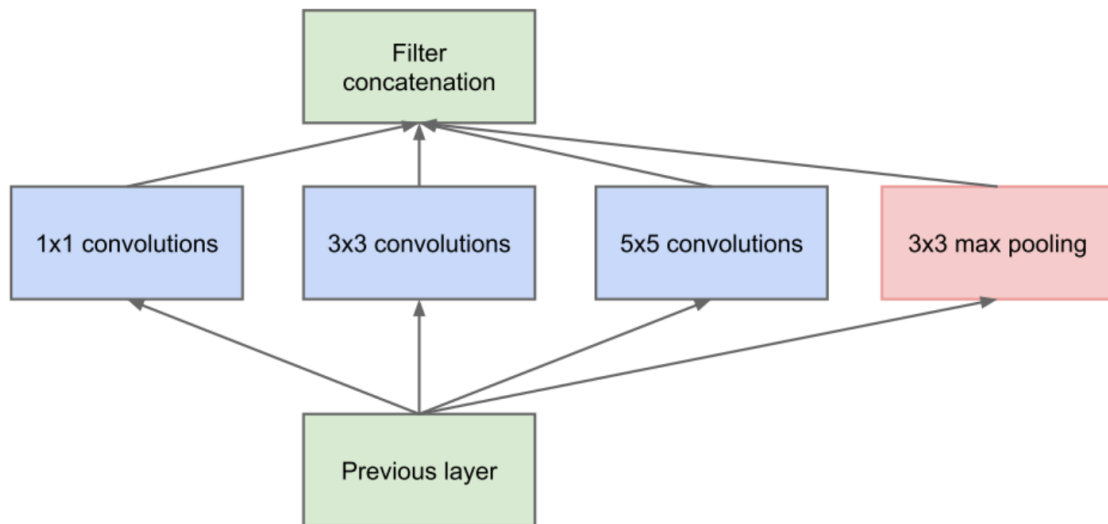 Filter
concatenation
1x1 convolutions
3x3 convolutions
5x5 convolutions
3x3 max pooling
Previous layer